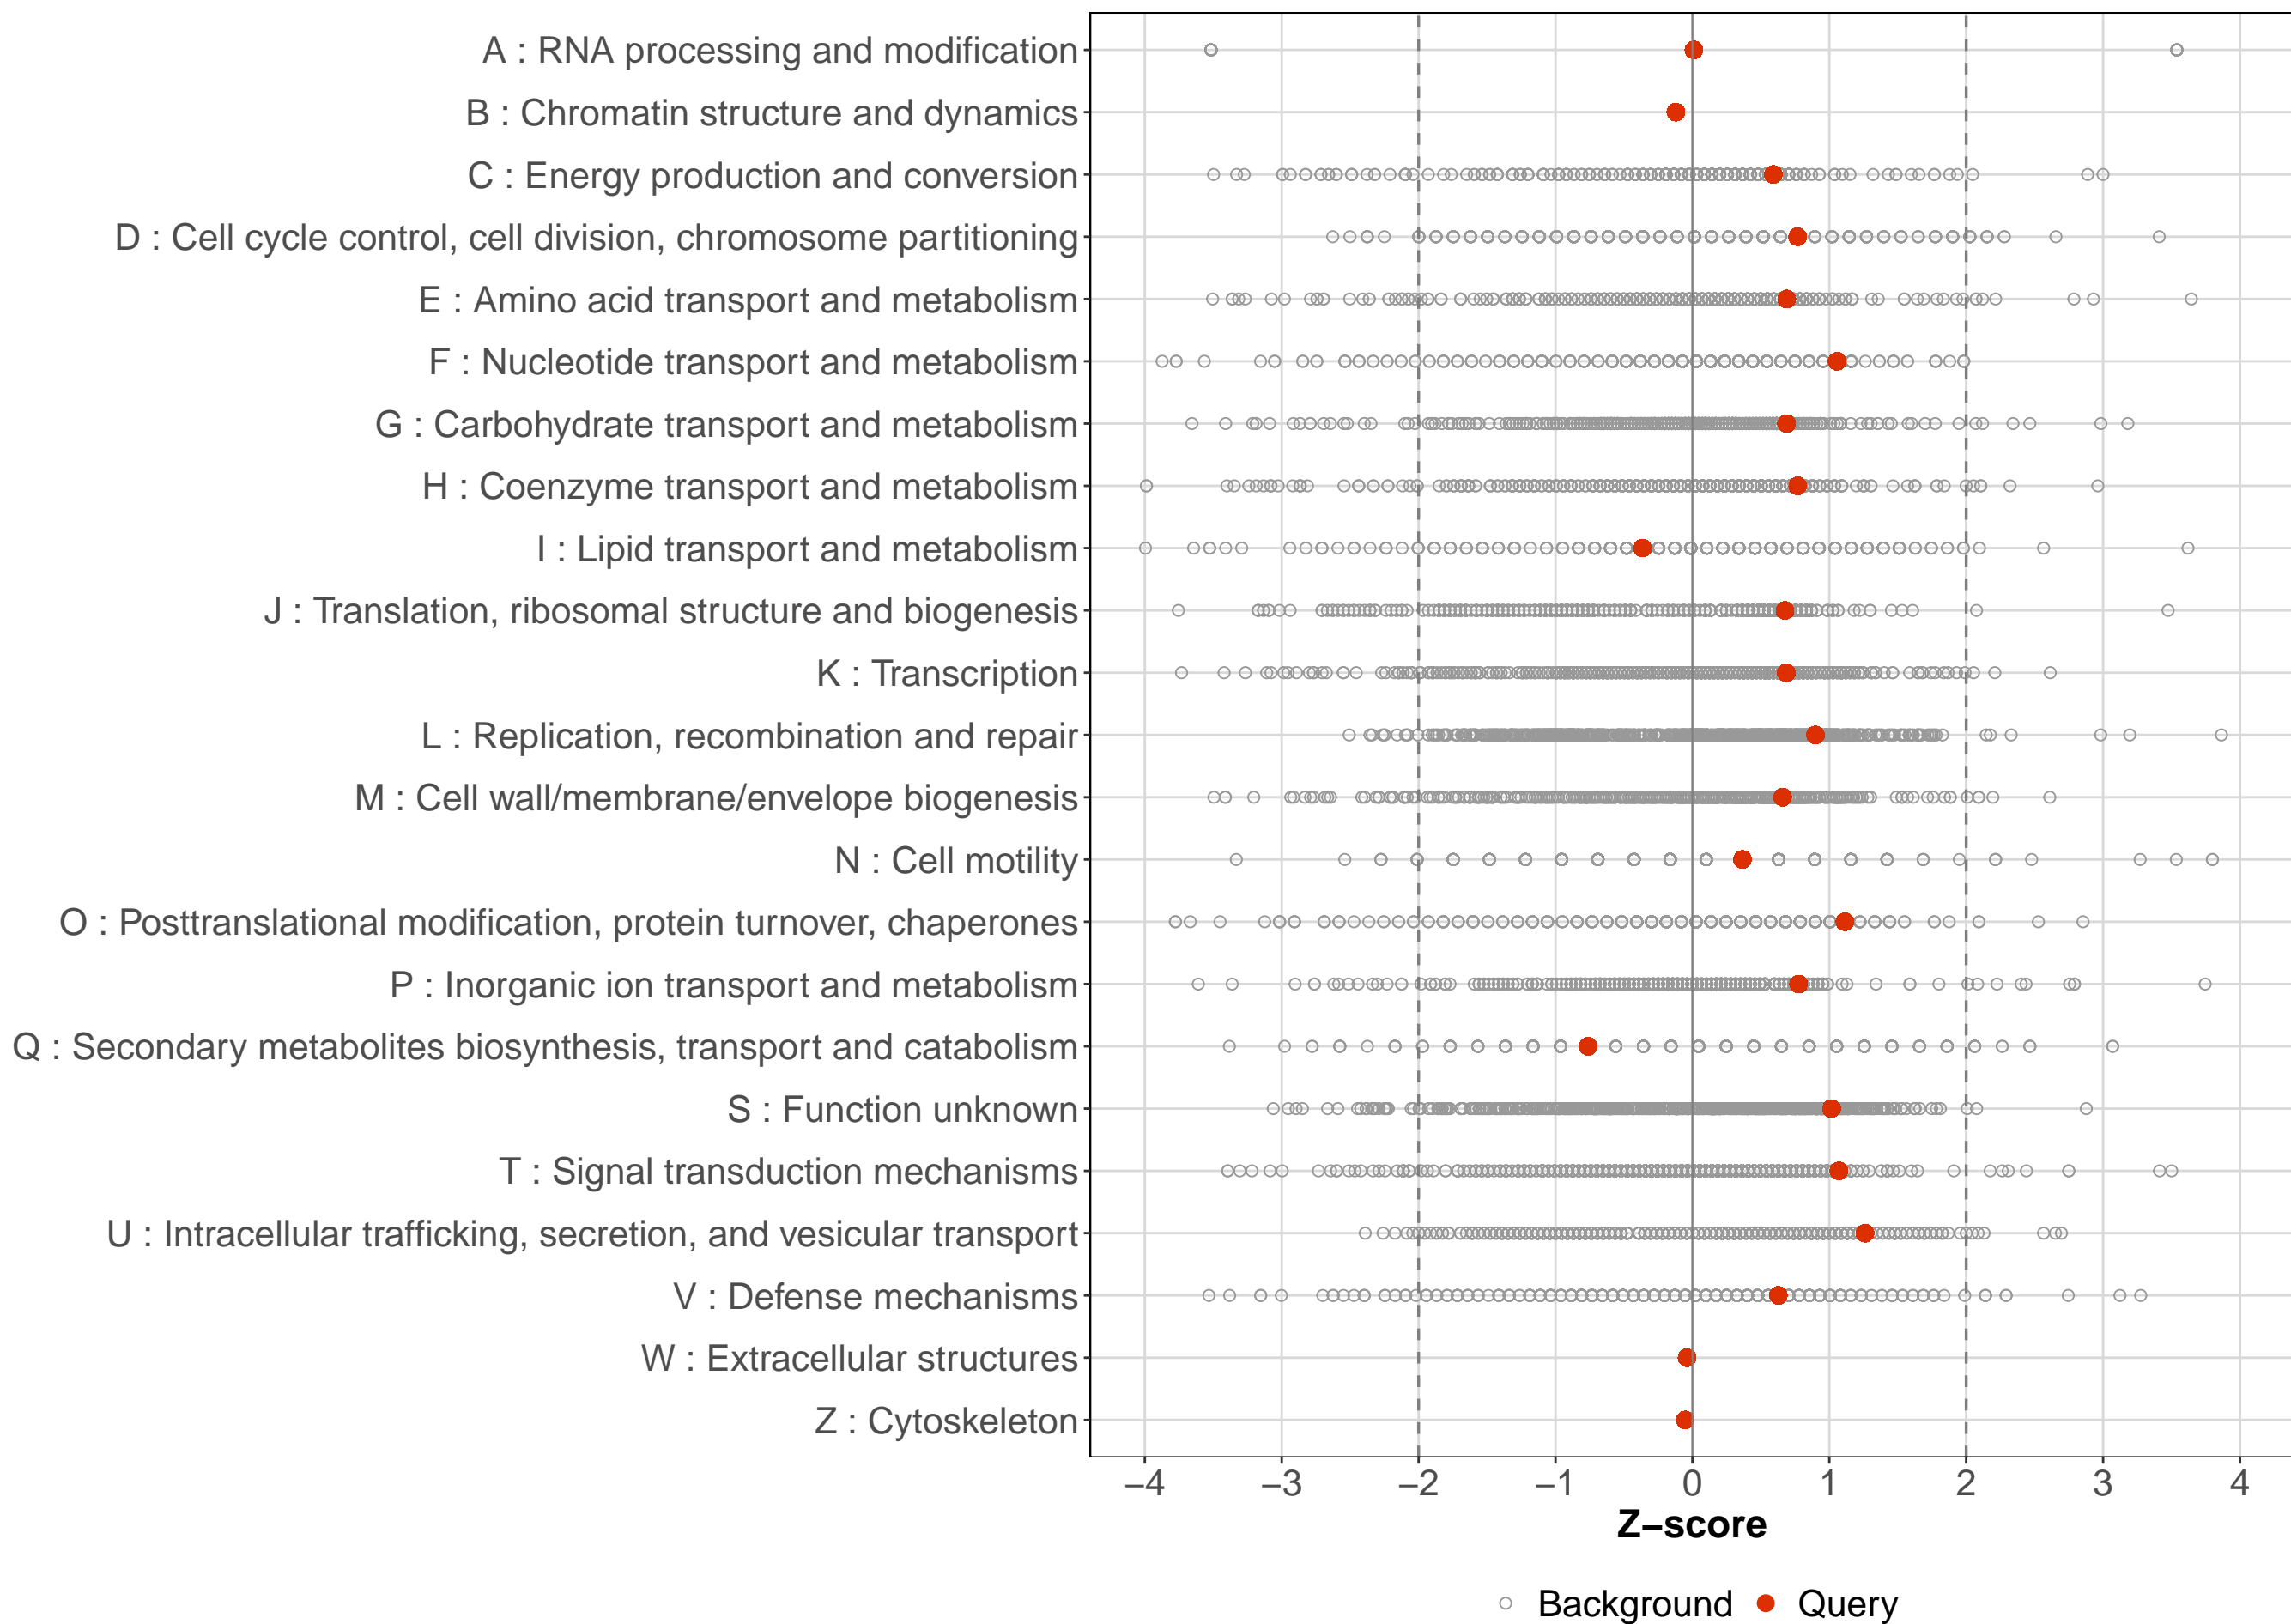 A : RNA processing and modification
B : Chromatin structure and dynamics
C : Energy production and conversion
D : Cell cycle control, cell division, chromosome partitioning
E : Amino acid transport and metabolism
F : Nucleotide transport and metabolism
G : Carbohydrate transport and metabolism
H : Coenzyme transport and metabolism
I : Lipid transport and metabolism
J : Translation, ribosomal structure and biogenesis
K : Transcription
L : Replication, recombination and repair
M : Cell wall/membrane/envelope biogenesis
N : Cell motility
O : Posttranslational modification, protein turnover, chaperones
P : Inorganic ion transport and metabolism
Q : Secondary metabolites biosynthesis, transport and catabolism
S : Function unknown
T : Signal transduction mechanisms
U : Intracellular trafficking, secretion, and vesicular transport
V : Defense mechanisms
W : Extracellular structures
Z : Cytoskeleton
−4 −3 −2 −1 0 1 2 3 4
Z−score
Background Query